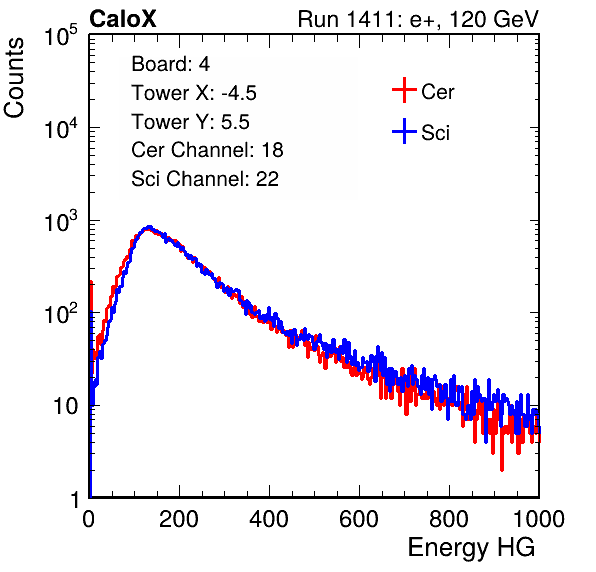 CaloX Run 1411: e+, 120 GeV
Counts
Board: 4
Tower X: -4.5
Tower Y: 5.5
Cer Channel: 18
Sci Channel: 22
Cer
Sci
10^5
10^4
10^3
10^2
10
1
0 200 400 600 800 1000
Energy HG